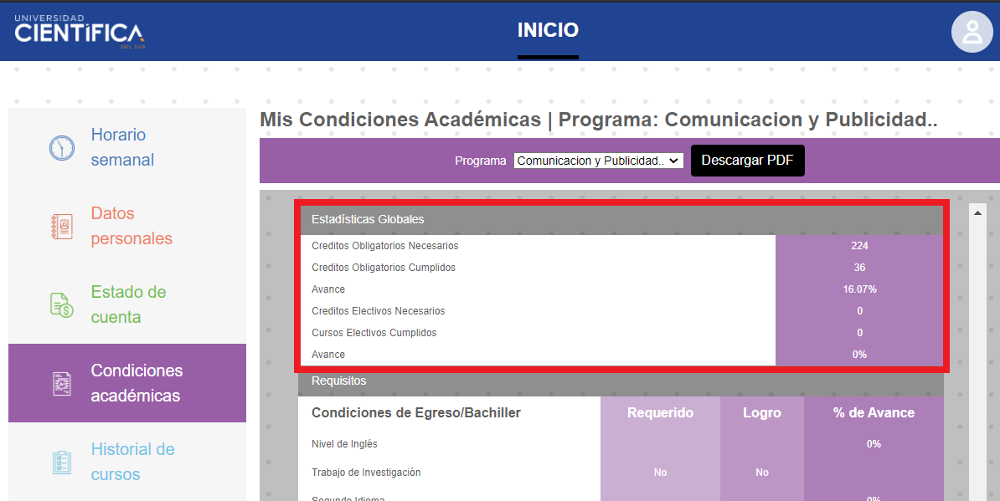 UNIVERSIDAD
CIENTÍFICA
DEL SUR
INICIO
Horario
semanal
Datos
personales
Estado de
cuenta
Condiciones
académicas
Historial de
cursos
Mis Condiciones Académicas | Programa: Comunicacion y Publicidad..
Programa Comunicacion y Publicidad.. Descargar PDF
Estadísticas Globales
Creditos Obligatorios Necesarios 224
Creditos Obligatorios Cumplidos 36
Avance 16.07%
Creditos Electivos Necesarios 0
Cursos Electivos Cumplidos 0
Avance 0%
Requisitos
Condiciones de Egreso/Bachiller Requerido Logro % de Avance
Nivel de Inglés 0%
Trabajo de Investigación No No
Segundo Idioma 0%